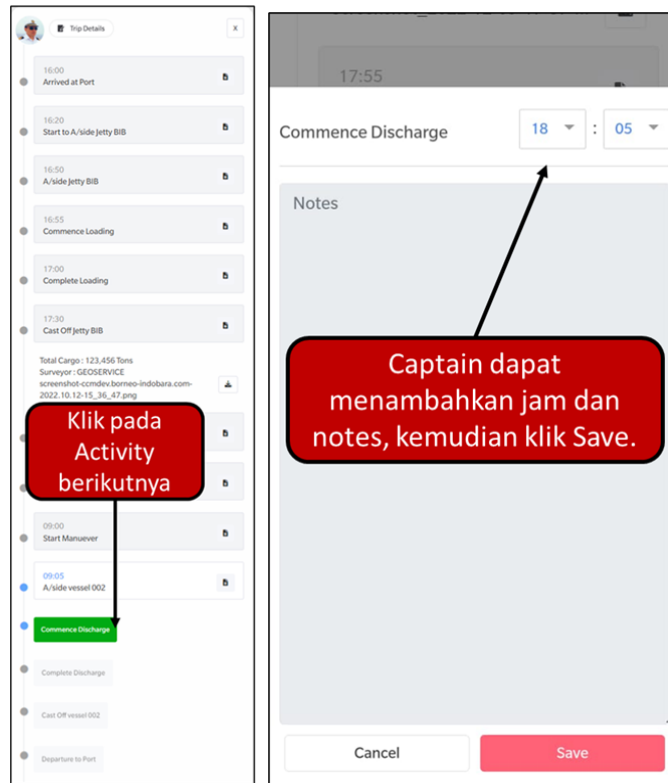 Trip Details
X
16:00
Arrived at Port
16:20
Start to A/side Jetty BIB
16:50
A/side Jetty BIB
16:55
Commence Loading
17:00
Complete Loading
17:30
Cast Off Jetty BIB
Total Cargo : 123,456 Tons
Surveyor : GEOSERVICE
screenshot-ccmdev.borneo-indobara.com-
2022.10.12-15_36_47.png
Klik pada
Activity
berikutnya
09:00
Start Manuever
09:05
A/side vessel 002
Commence Discharge
Complete Discharge
Cast Off vessel 002
Departure to Port
17:55
Commence Discharge
18 : 05
Notes
Captain dapat
menambahkan jam dan
notes, kemudian klik Save.
Cancel
Save